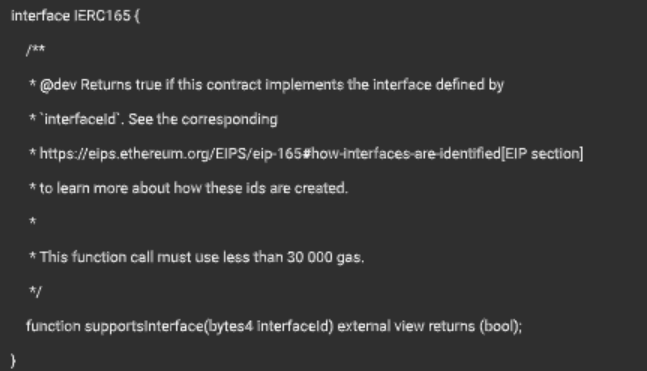 interface IERC165 {
/**
* @dev Returns true if this contract implements the interface defined by
* `interfaceId`. See the corresponding
* https://eips.ethereum.org/EIPS/eip-165#how-interfaces-are-identified[EIP section]
* to learn more about how these ids are created.
*
* This function call must use less than 30 000 gas.
*/
function supportsInterface(bytes4 interfaceId) external view returns (bool);
}